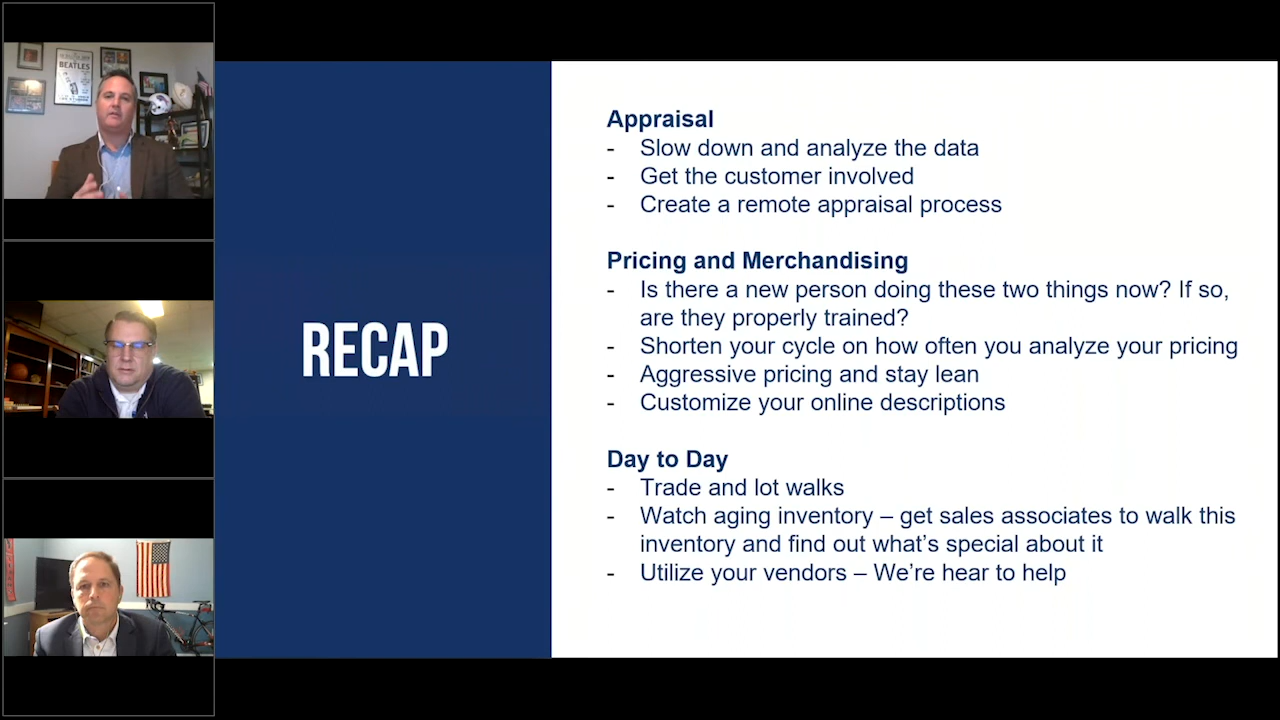 BEATLES
RECAP
Appraisal
- Slow down and analyze the data
- Get the customer involved
- Create a remote appraisal process
Pricing and Merchandising
- Is there a new person doing these two things now? If so,
are they properly trained?
- Shorten your cycle on how often you analyze your pricing
- Aggressive pricing and stay lean
- Customize your online descriptions
Day to Day
- Trade and lot walks
- Watch aging inventory – get sales associates to walk this
inventory and find out what's special about it
- Utilize your vendors – We're hear to help